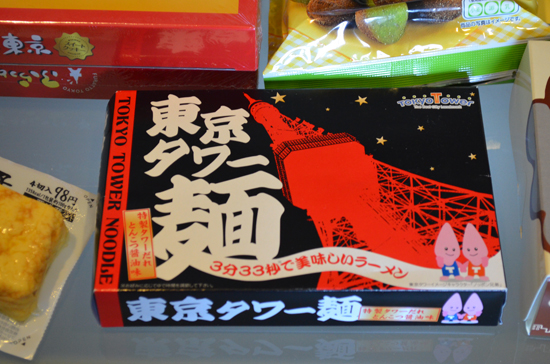 東京
TOKYO TOWER
TOKYO TOWER NOODLE
東京
タワー
麺
特製タワーだれ
とんこつ醤油味
3分33秒で美味しいラーメン
東京タワー麺
特製タワーだれ
とんこつ醤油味
4切入98円